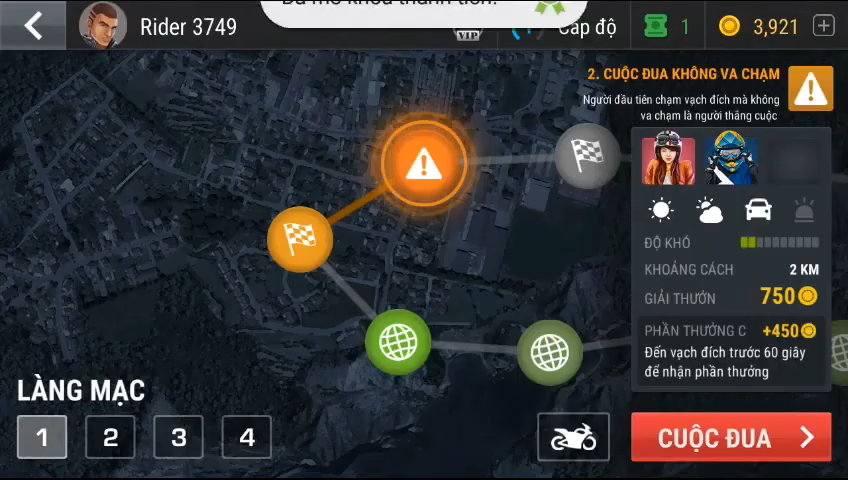 Rider 3749
VIP
Cấp độ
1
3,921
2. CUỘC ĐUA KHÔNG VA CHẠM
Người đầu tiên chạm vạch đích mà không
va chạm là người thắng cuộc
ĐỘ KHÓ
KHOẢNG CÁCH 2 KM
GIẢI THƯỞN 750
PHẦN THƯỞNG C +450
Đến vạch đích trước 60 giây
để nhận phần thưởng
LÀNG MẠC
1 2 3 4
CUỘC ĐUA